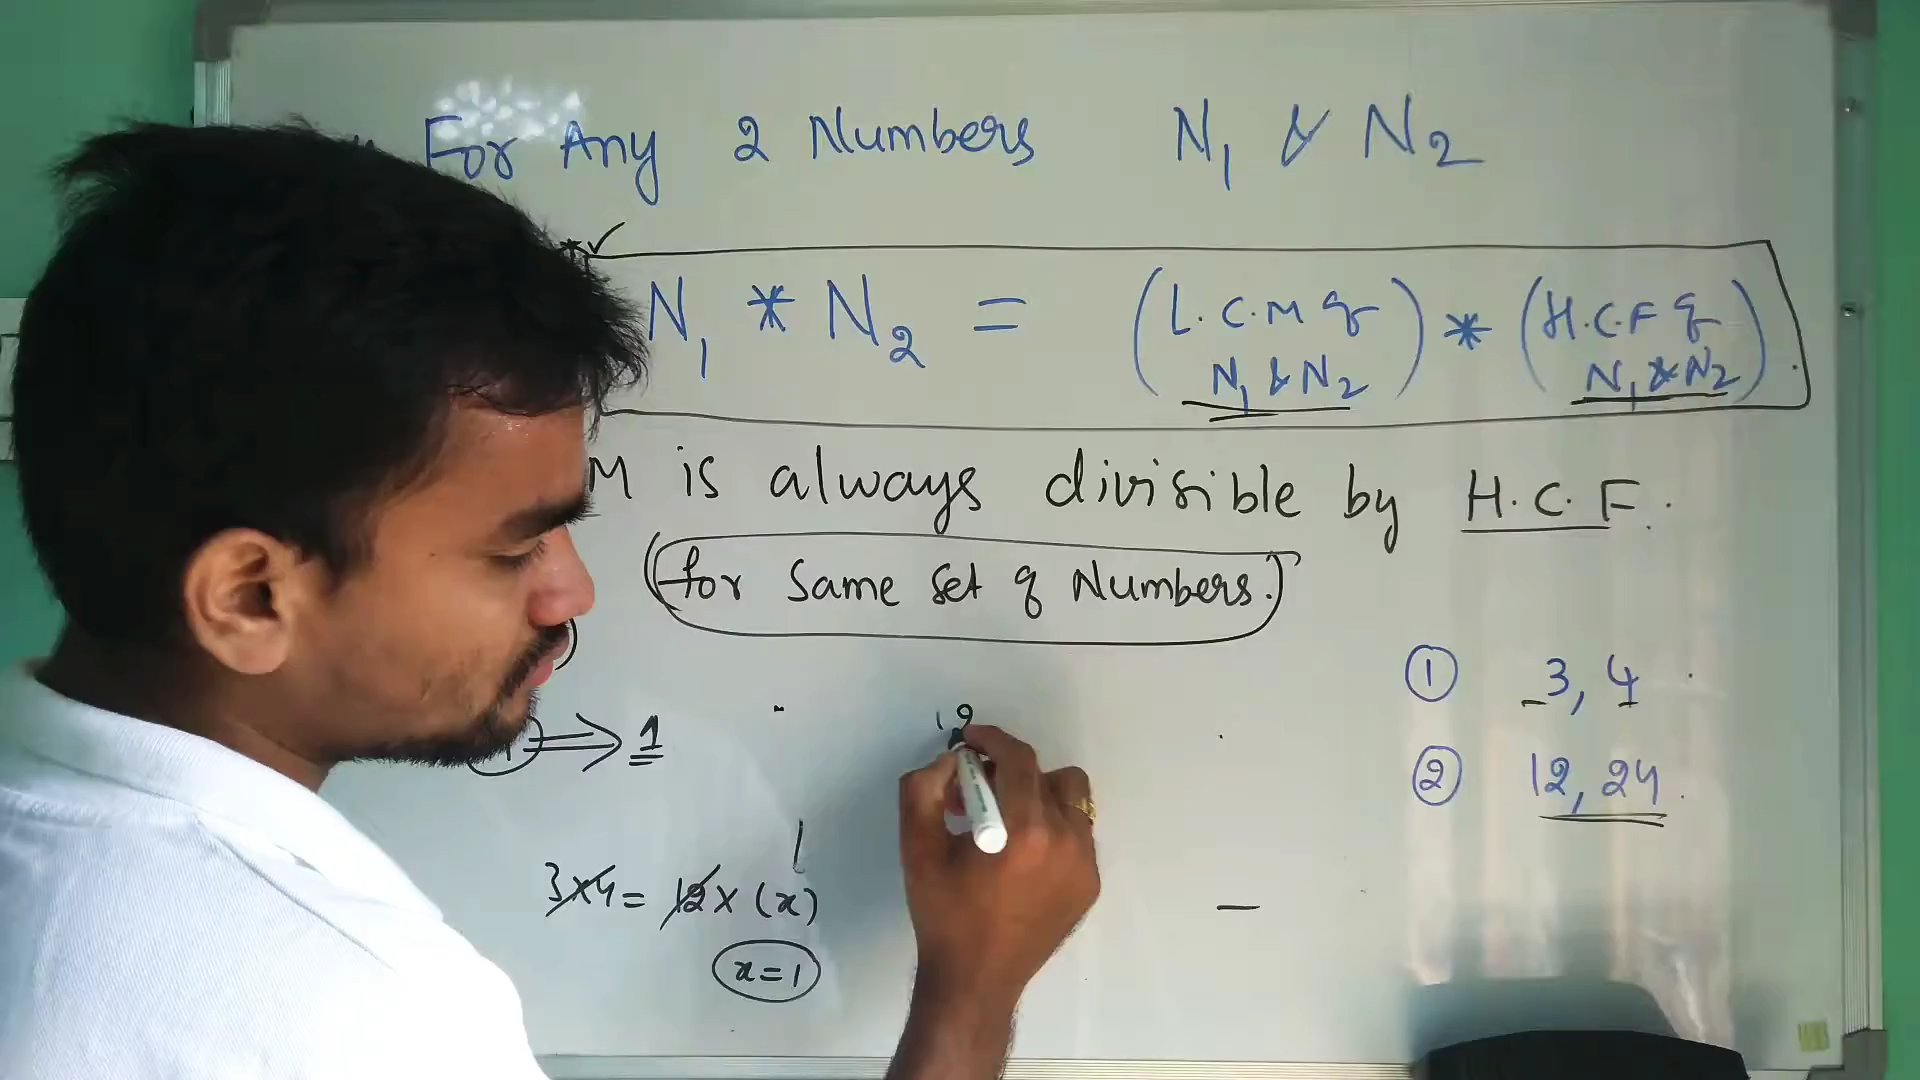 For Any 2 Numbers N₁ & N₂
*✓
N₁ * N₂ = (L.C.M of N₁ & N₂) * (H.C.F of N₁ & N₂).
M is always divisible by H.C.F.
(for Same Set of Numbers.)
① 3, 4
⇒ 1
12
② 12, 24
3×4 = 12 × (x)
x = 1